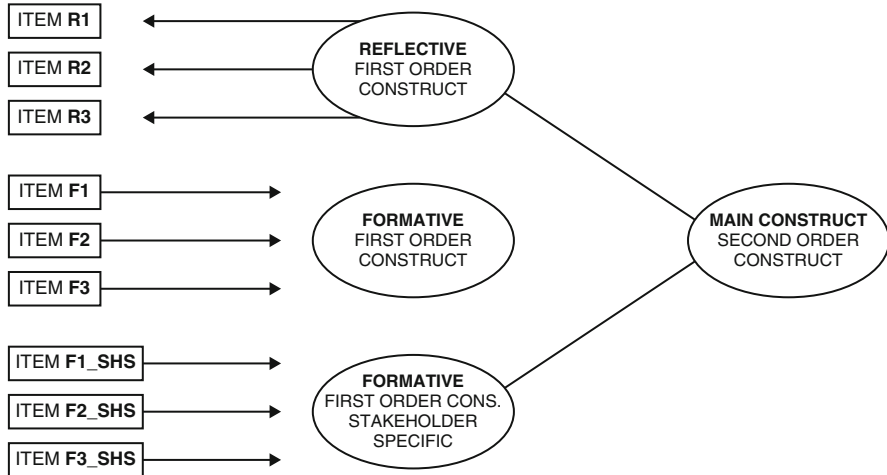 ITEM R1
ITEM R2
ITEM R3
REFLECTIVE
FIRST ORDER
CONSTRUCT
ITEM F1
ITEM F2
ITEM F3
FORMATIVE
FIRST ORDER
CONSTRUCT
MAIN CONSTRUCT
SECOND ORDER
CONSTRUCT
ITEM F1_SHS
ITEM F2_SHS
ITEM F3_SHS
FORMATIVE
FIRST ORDER CONS.
STAKEHOLDER
SPECIFIC